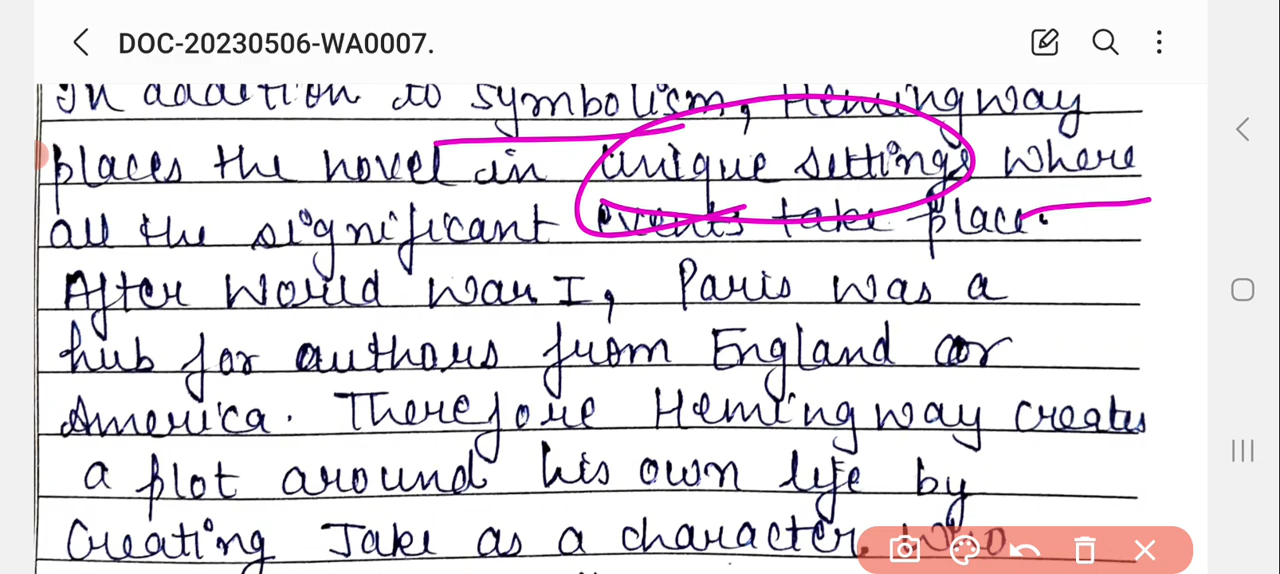 DOC-20230506-WA0007.
In addition to symbolism, Hemingway
places the novel in unique settings where
all the significant events take place.
After World War I, Paris was a
hub for authors from England or
America. Therefore Hemingway creates
a plot around his own life by
Creating Jake as a character. who